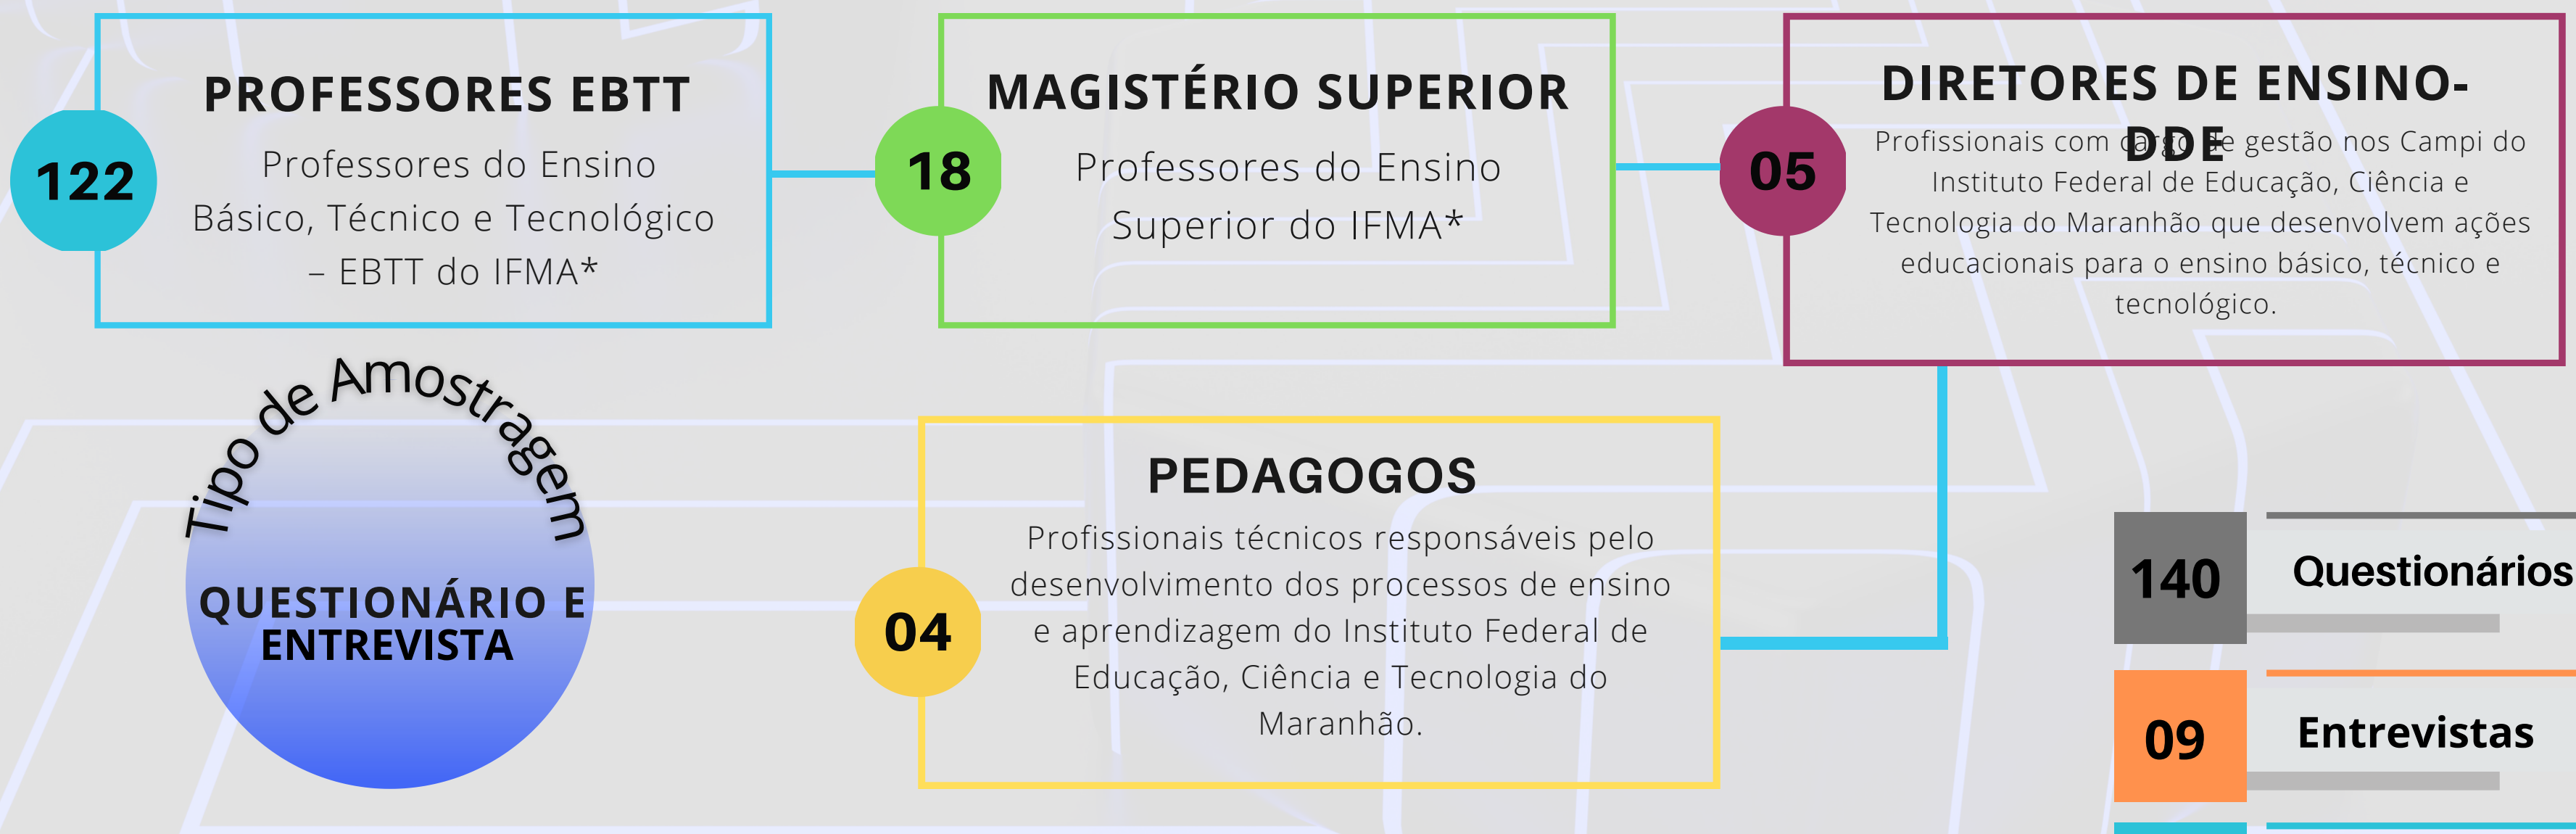 122
PROFESSORES EBTT
Professores do Ensino
Básico, Técnico e Tecnológico
– EBTT do IFMA*
18
MAGISTÉRIO SUPERIOR
Professores do Ensino
Superior do IFMA*
05
DIRETORES DE ENSINO-
DDE
Profissionais com cargo de gestão nos Campi do
Instituto Federal de Educação, Ciência e
Tecnologia do Maranhão que desenvolvem ações
educacionais para o ensino básico, técnico e
tecnológico.
Tipo de Amostragem
QUESTIONÁRIO E
ENTREVISTA
04
PEDAGOGOS
Profissionais técnicos responsáveis pelo
desenvolvimento dos processos de ensino
e aprendizagem do Instituto Federal de
Educação, Ciência e Tecnologia do
Maranhão.
140
Questionários
09
Entrevistas